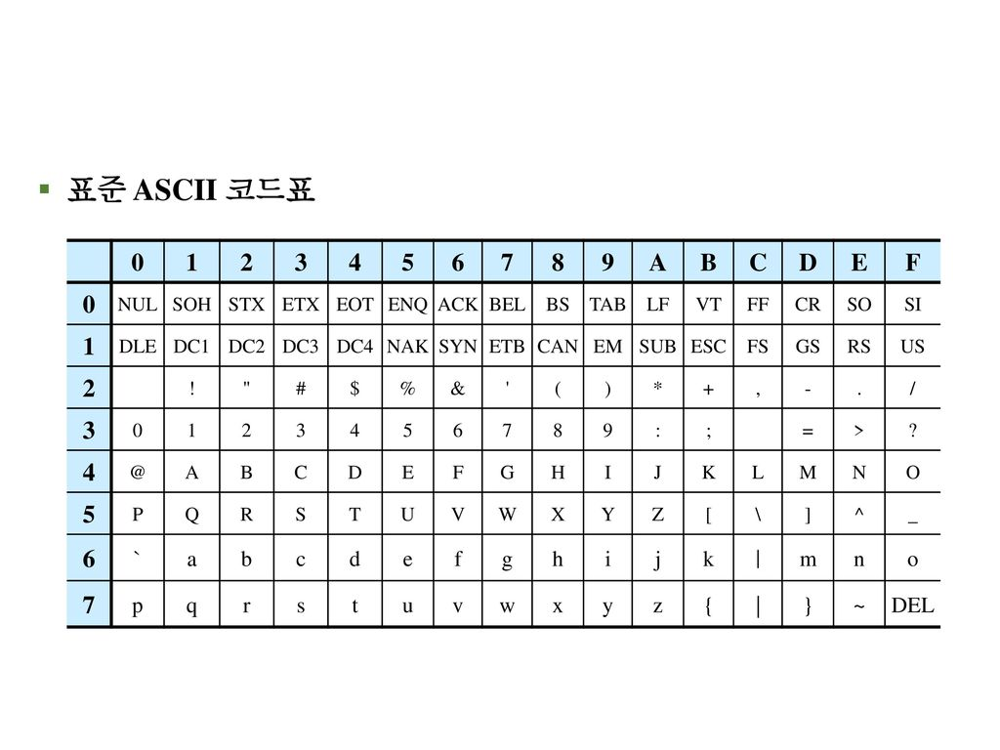 ▪ 표준 ASCII 코드표
0 1 2 3 4 5 6 7 8 9 A B C D E F
0 NUL SOH STX ETX EOT ENQ ACK BEL BS TAB LF VT FF CR SO SI
1 DLE DC1 DC2 DC3 DC4 NAK SYN ETB CAN EM SUB ESC FS GS RS US
2 ! " # $ % & ' ( ) * + , - . /
3 0 1 2 3 4 5 6 7 8 9 : ; = > ?
4 @ A B C D E F G H I J K L M N O
5 P Q R S T U V W X Y Z [ \ ] ^ _
6 ` a b c d e f g h i j k | m n o
7 p q r s t u v w x y z { | } ~ DEL